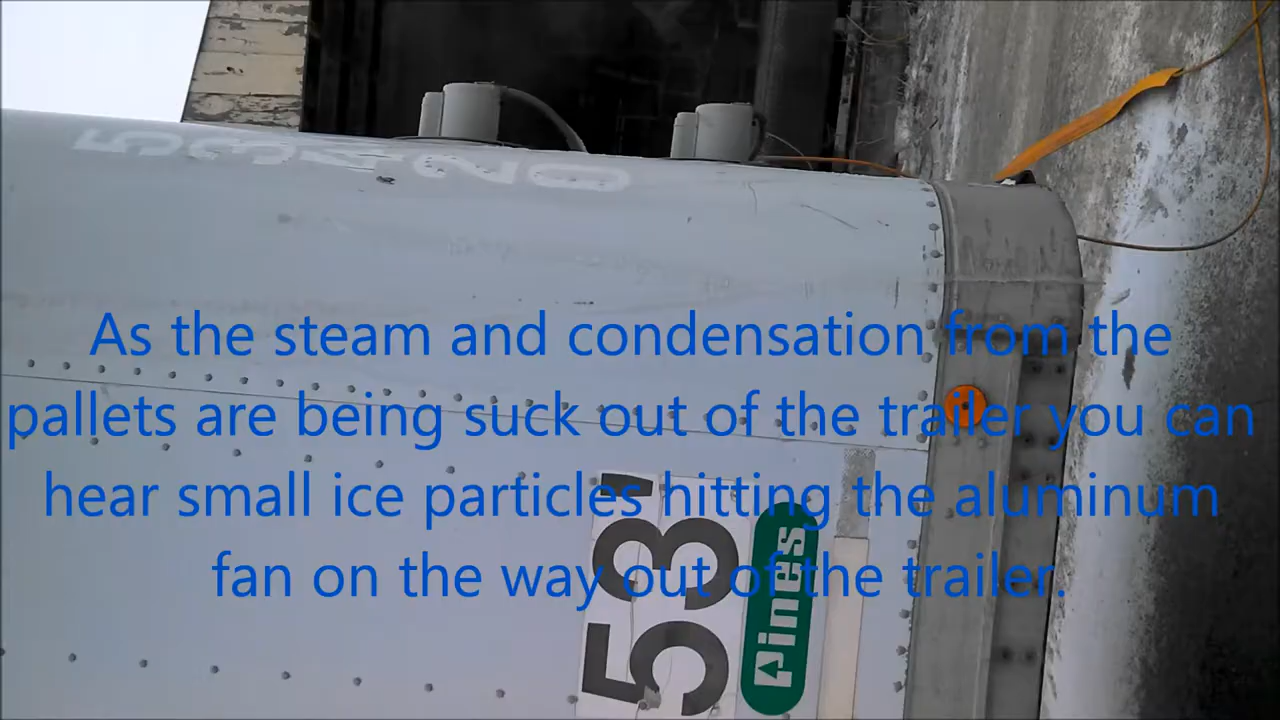 534720
As the steam and condensation from the
pallets are being suck out of the trailer you can
hear small ice particles hitting the aluminum
fan on the way out of the trailer.
53'
Pines